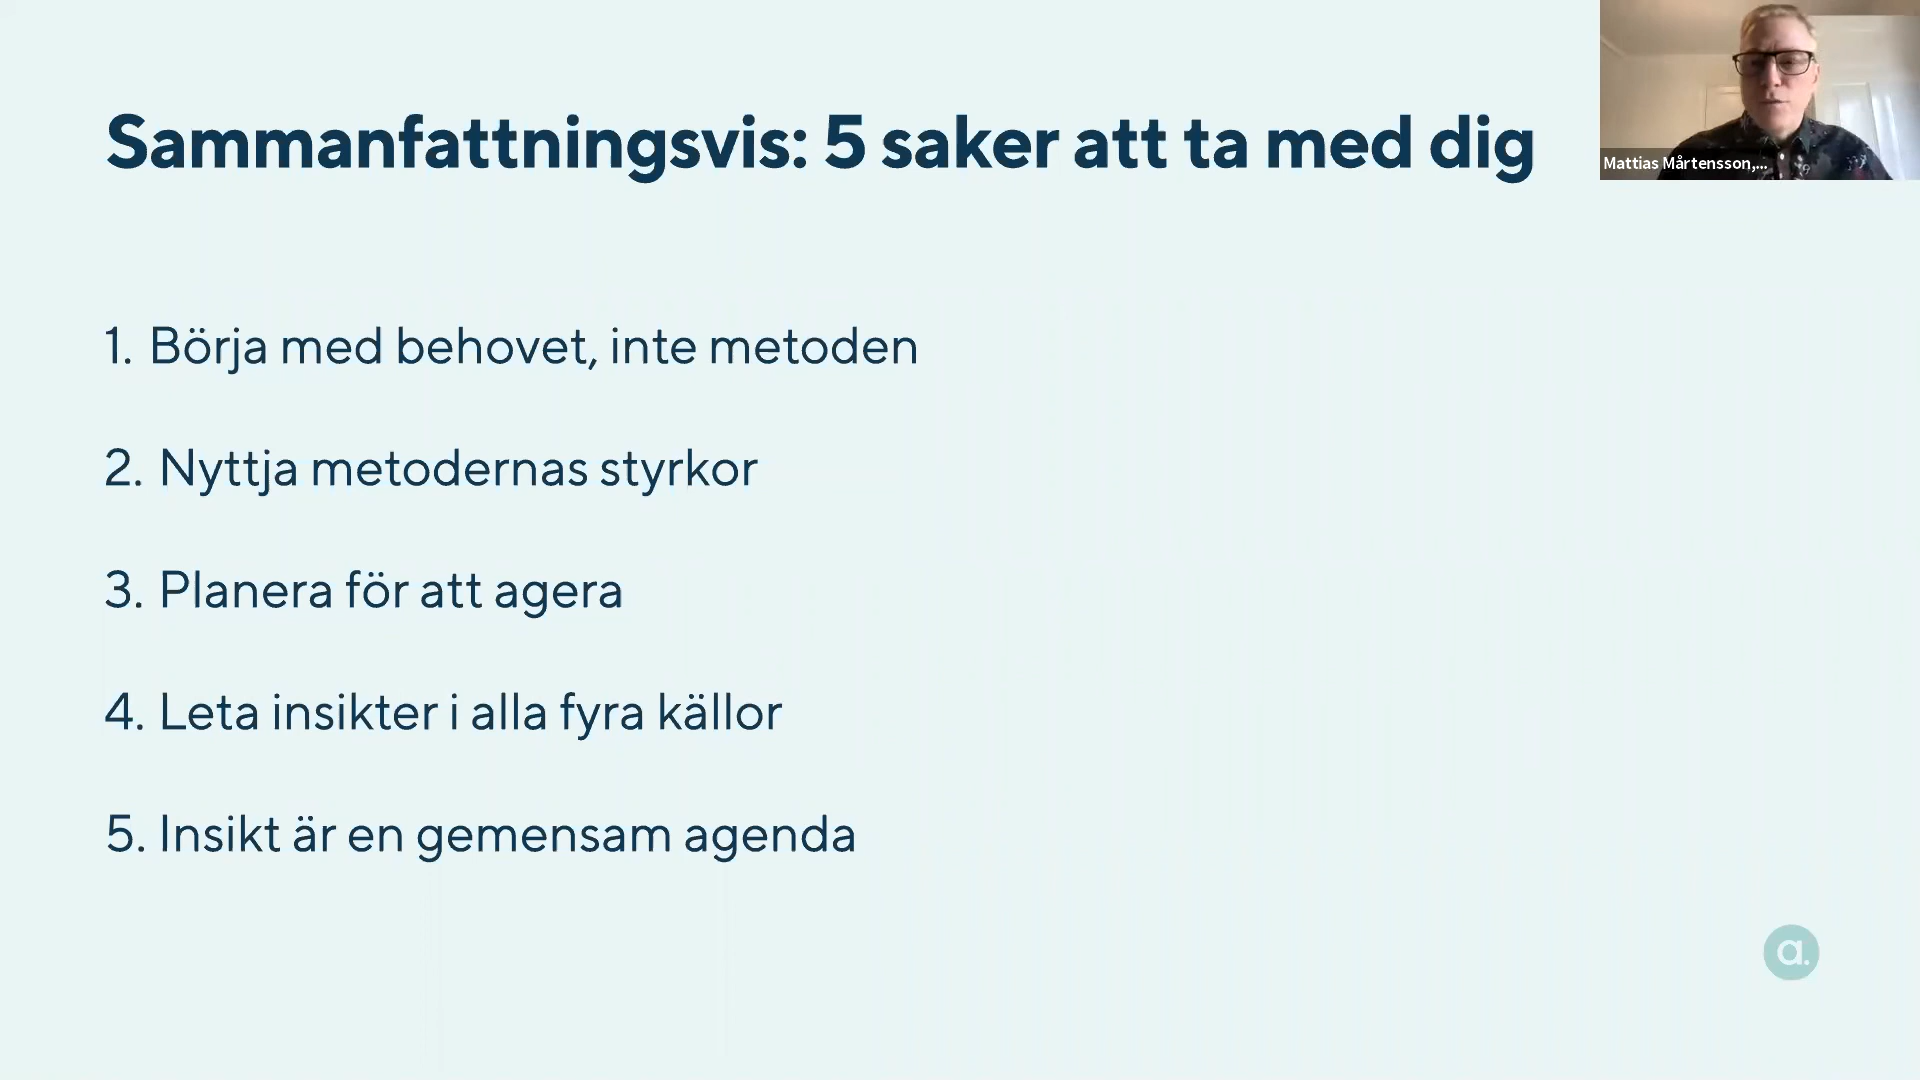 Sammanfattningsvis: 5 saker att ta med dig
Mattias Mårtensson,...
1. Börja med behovet, inte metoden
2. Nyttja metodernas styrkor
3. Planera för att agera
4. Leta insikter i alla fyra källor
5. Insikt är en gemensam agenda
a.